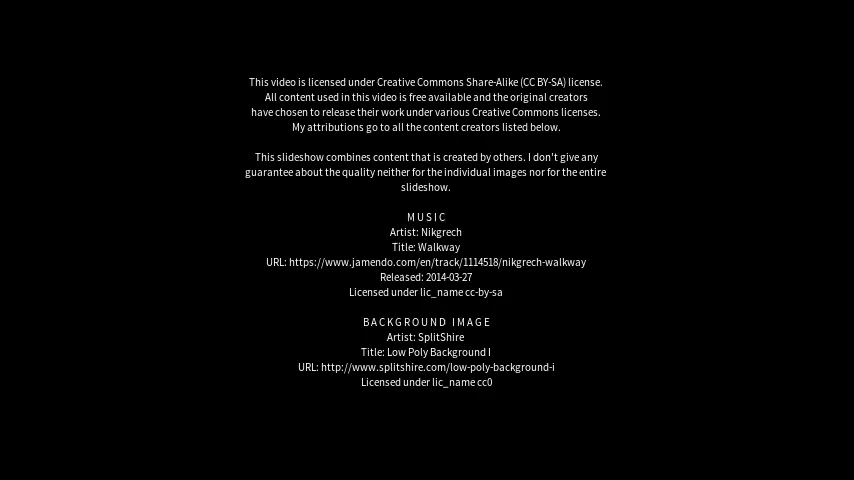 This video is licensed under Creative Commons Share-Alike (CC BY-SA) license.
All content used in this video is free available and the original creators
have chosen to release their work under various Creative Commons licenses.
My attributions go to all the content creators listed below.
This slideshow combines content that is created by others. I don't give any
guarantee about the quality neither for the individual images nor for the entire
slideshow.
M U S I C
Artist: Nikgrech
Title: Walkway
URL: https://www.jamendo.com/en/track/1114518/nikgrech-walkway
Released: 2014-03-27
Licensed under lic_name cc-by-sa
B A C K G R O U N D   I M A G E
Artist: SplitShire
Title: Low Poly Background I
URL: http://www.splitshire.com/low-poly-background-i
Licensed under lic_name cc0